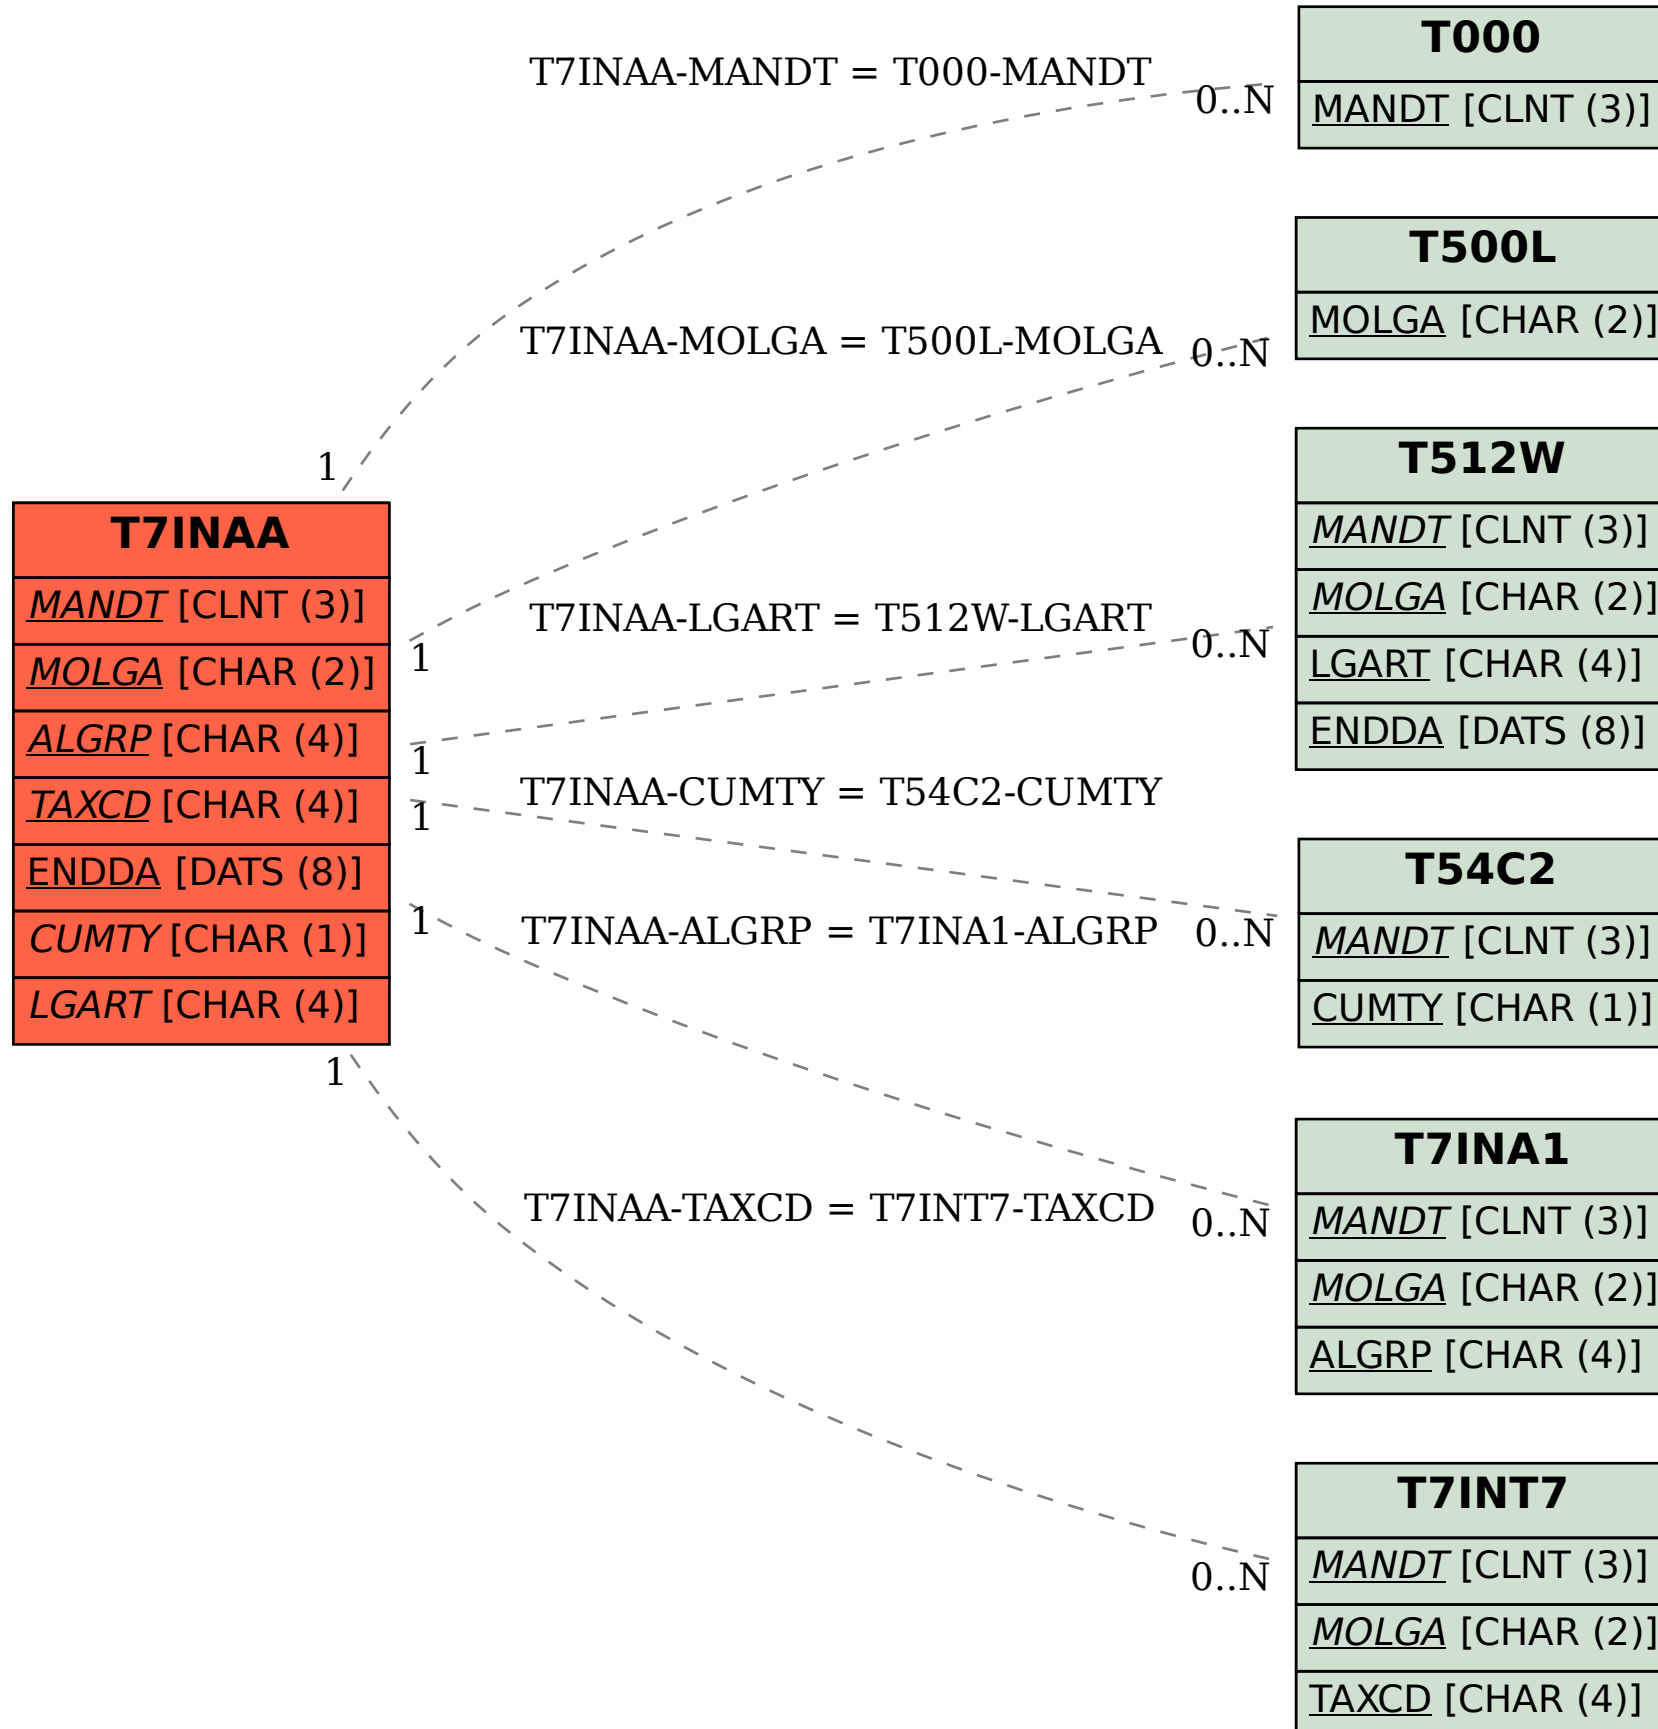 T000
MANDT [CLNT (3)]
T7INAA-MANDT = T000-MANDT
0..N
1
T500L
MOLGA [CHAR (2)]
T7INAA-MOLGA = T500L-MOLGA
0..N
1
T7INAA
MANDT [CLNT (3)]
MOLGA [CHAR (2)]
ALGRP [CHAR (4)]
TAXCD [CHAR (4)]
ENDDA [DATS (8)]
CUMTY [CHAR (1)]
LGART [CHAR (4)]
T512W
MANDT [CLNT (3)]
MOLGA [CHAR (2)]
LGART [CHAR (4)]
ENDDA [DATS (8)]
T7INAA-LGART = T512W-LGART
0..N
1
T7INAA-CUMTY = T54C2-CUMTY
0..N
1
T54C2
MANDT [CLNT (3)]
CUMTY [CHAR (1)]
T7INAA-ALGRP = T7INA1-ALGRP
0..N
1
T7INA1
MANDT [CLNT (3)]
MOLGA [CHAR (2)]
ALGRP [CHAR (4)]
T7INAA-TAXCD = T7INT7-TAXCD
0..N
1
T7INT7
MANDT [CLNT (3)]
MOLGA [CHAR (2)]
TAXCD [CHAR (4)]